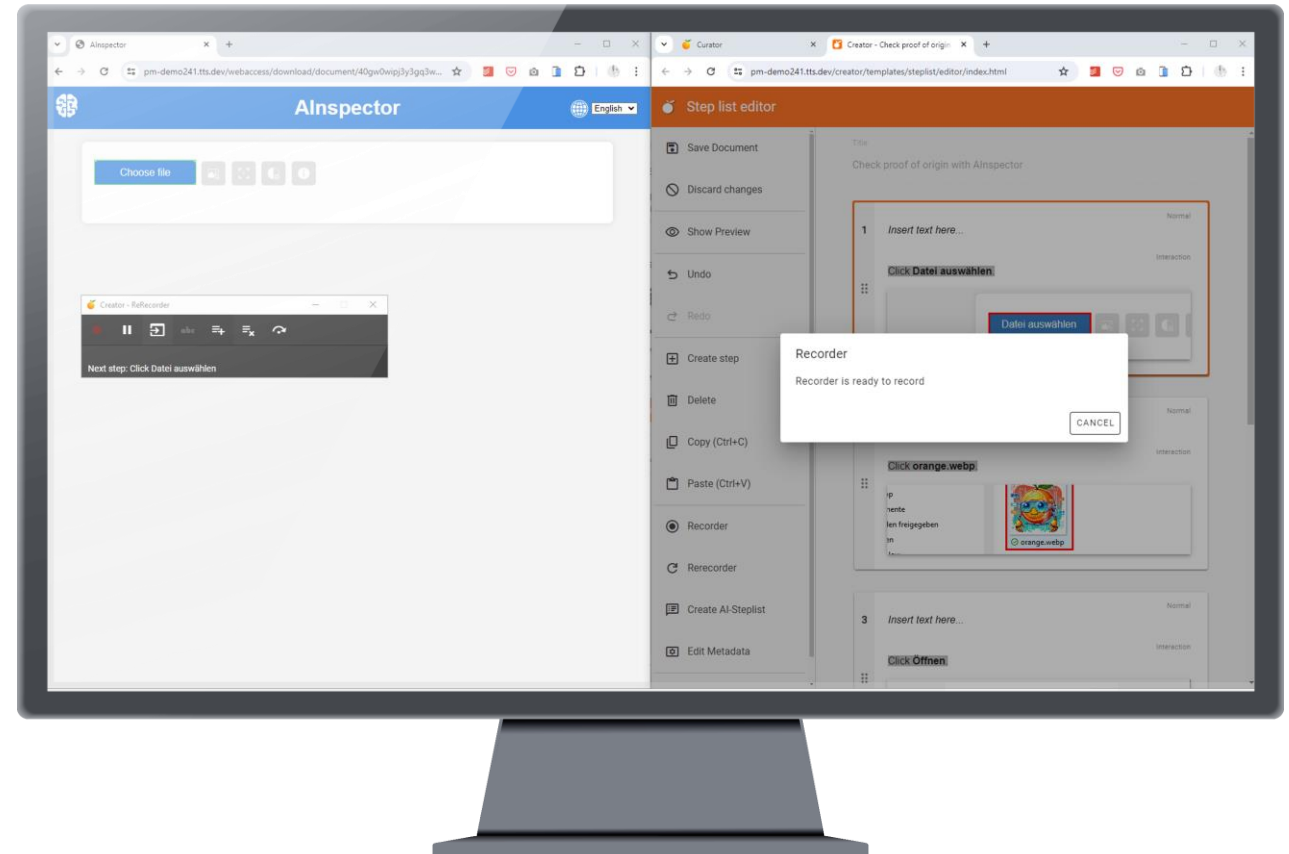 AInspector
pm-demo241.tts.dev/webaccess/download/document/40gw0wipj3y3gq3w...
AInspector
English
Choose file
Creator - ReRecorder
abc
Next step: Click Datei auswählen
Curator
Creator - Check proof of origin
pm-demo241.tts.dev/creator/templates/steplist/editor/index.html
Step list editor
Save Document
Discard changes
Show Preview
Undo
Redo
Create step
Delete
Copy (Ctrl+C)
Paste (Ctrl+V)
Recorder
Rerecorder
Create AI-Steplist
Edit Metadata
Title
Check proof of origin with AInspector
Normal
1 Insert text here...
Interaction
Click Datei auswählen
Datei auswählen
Recorder
Recorder is ready to record
CANCEL
Normal
Interaction
Click orange.webp
nente
len freigegeben
en
orange.webp
Normal
3 Insert text here...
Interaction
Click Öffnen